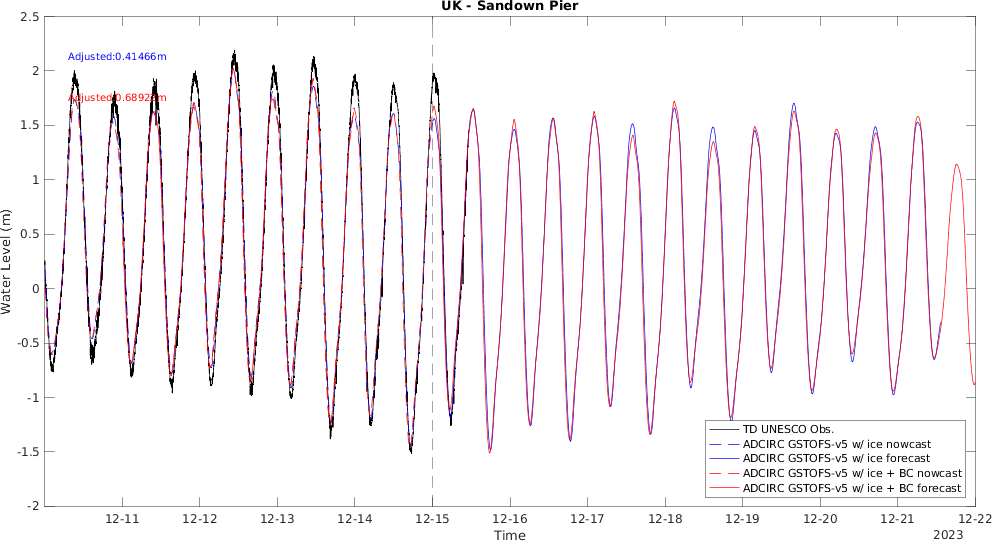 UK - Sandown Pier
2.5
2
1.5
1
0.5
0
-0.5
-1
-1.5
-2
Water Level (m)
Adjusted:0.41466m
TD UNESCO Obs.
ADCIRC GSTOFS-v5 w/ ice nowcast
ADCIRC GSTOFS-v5 w/ ice forecast
ADCIRC GSTOFS-v5 w/ ice + BC nowcast
ADCIRC GSTOFS-v5 w/ ice + BC forecast
12-11 12-12 12-13 12-14 12-15 12-16 12-17 12-18 12-19 12-20 12-21 12-22
Time
2023